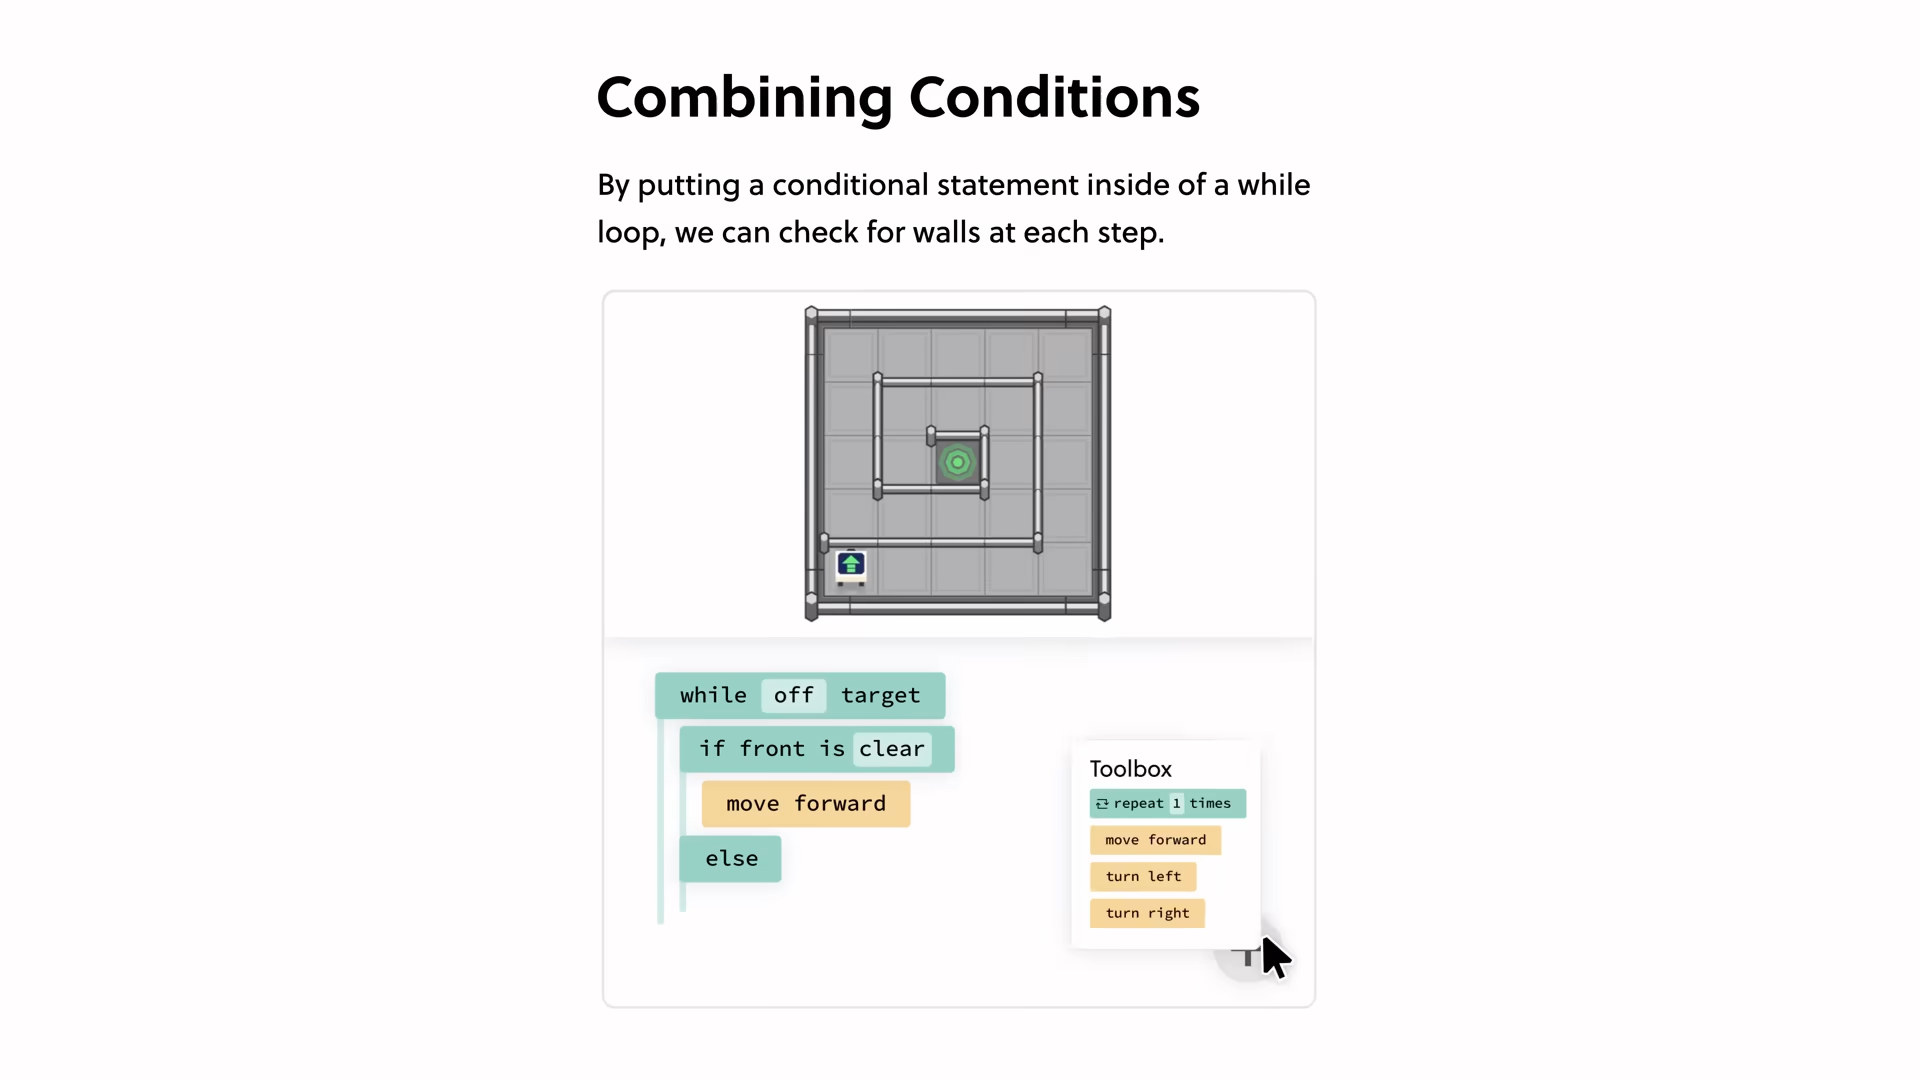 Combining Conditions
By putting a conditional statement inside of a while
loop, we can check for walls at each step.
while off target
if front is clear
move forward
else
Toolbox
repeat 1 times
move forward
turn left
turn right